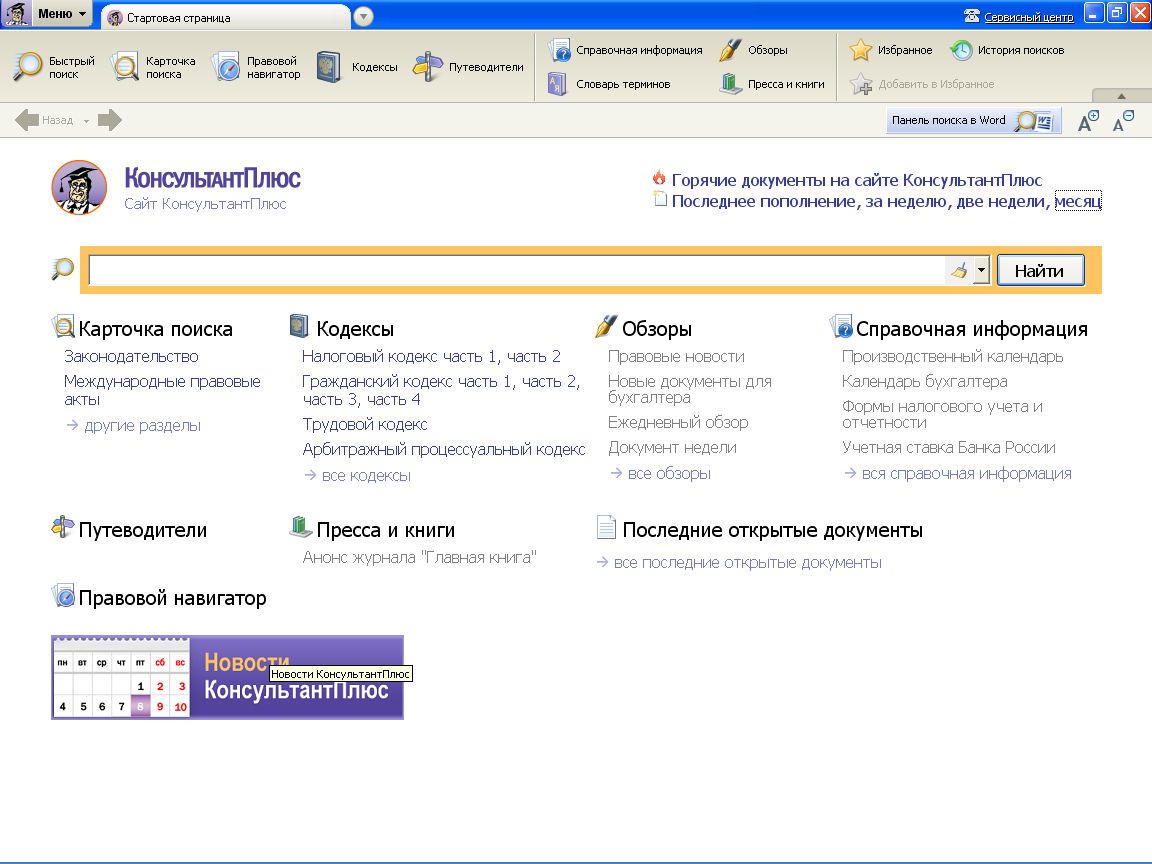 Меню
Стартовая страница
Сервисный центр
Быстрый
поиск
Карточка
поиска
Правовой
навигатор
Кодексы
Путеводители
Справочная информация
Словарь терминов
Обзоры
Пресса и книги
Избранное
История поисков
Добавить в Избранное
Назад
Панель поиска в Word
A
A
КонсультантПлюс
Сайт КонсультантПлюс
Горячие документы на сайте КонсультантПлюс
Последнее пополнение, за неделю, две недели, месяц
Найти
Карточка поиска
Законодательство
Международные правовые
акты
другие разделы
Кодексы
Налоговый кодекс часть 1, часть 2
Гражданский кодекс часть 1, часть 2,
часть 3, часть 4
Трудовой кодекс
Арбитражный процессуальный кодекс
все кодексы
Обзоры
Правовые новости
Новые документы для
бухгалтера
Ежедневный обзор
Документ недели
все обзоры
Справочная информация
Производственный календарь
Календарь бухгалтера
Формы налогового учета и
отчетности
Учетная ставка Банка России
вся справочная информация
Путеводители
Пресса и книги
Анонс журнала "Главная книга"
Последние открытые документы
все последние открытые документы
Правовой навигатор
пн вт ср чт пт сб вс
1 2 3
4 5 6 7 8 9 10
Новости
КонсультантПлюс
Новости КонсультантПлюс